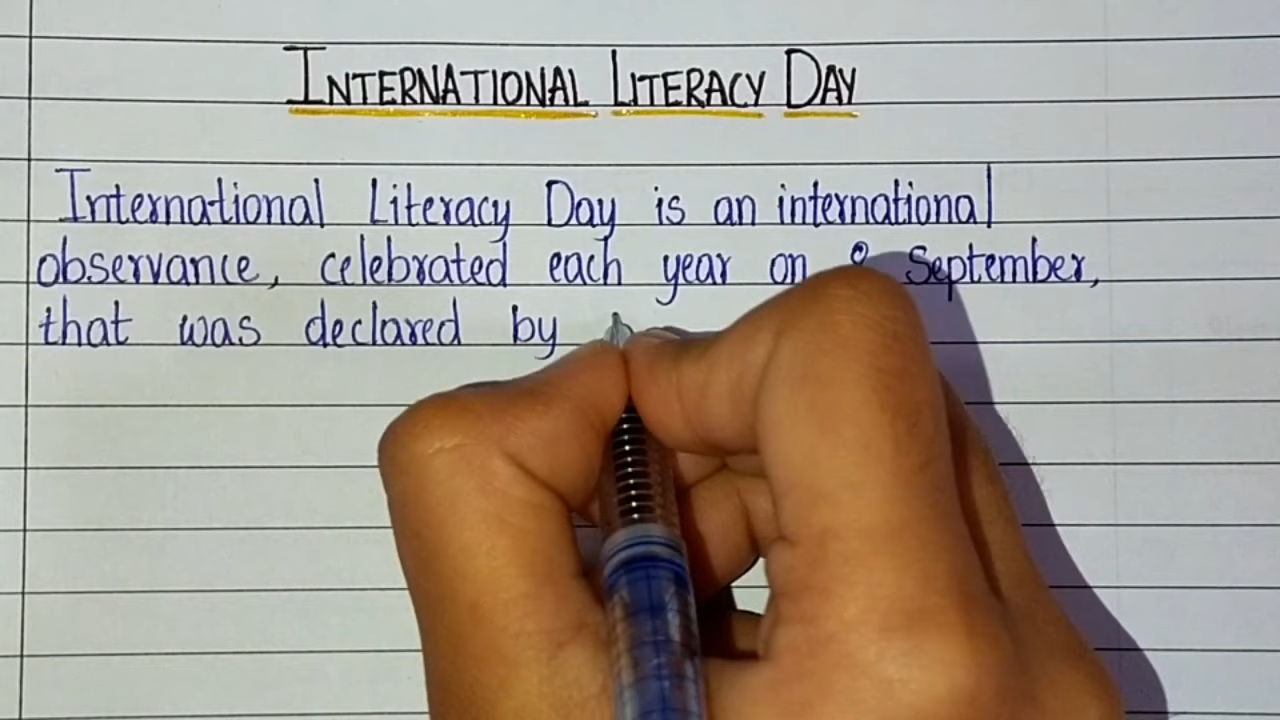 INTERNATIONAL LITERACY DAY
International Literacy Day is an international
observance, celebrated each year on 8 September,
that was declared by